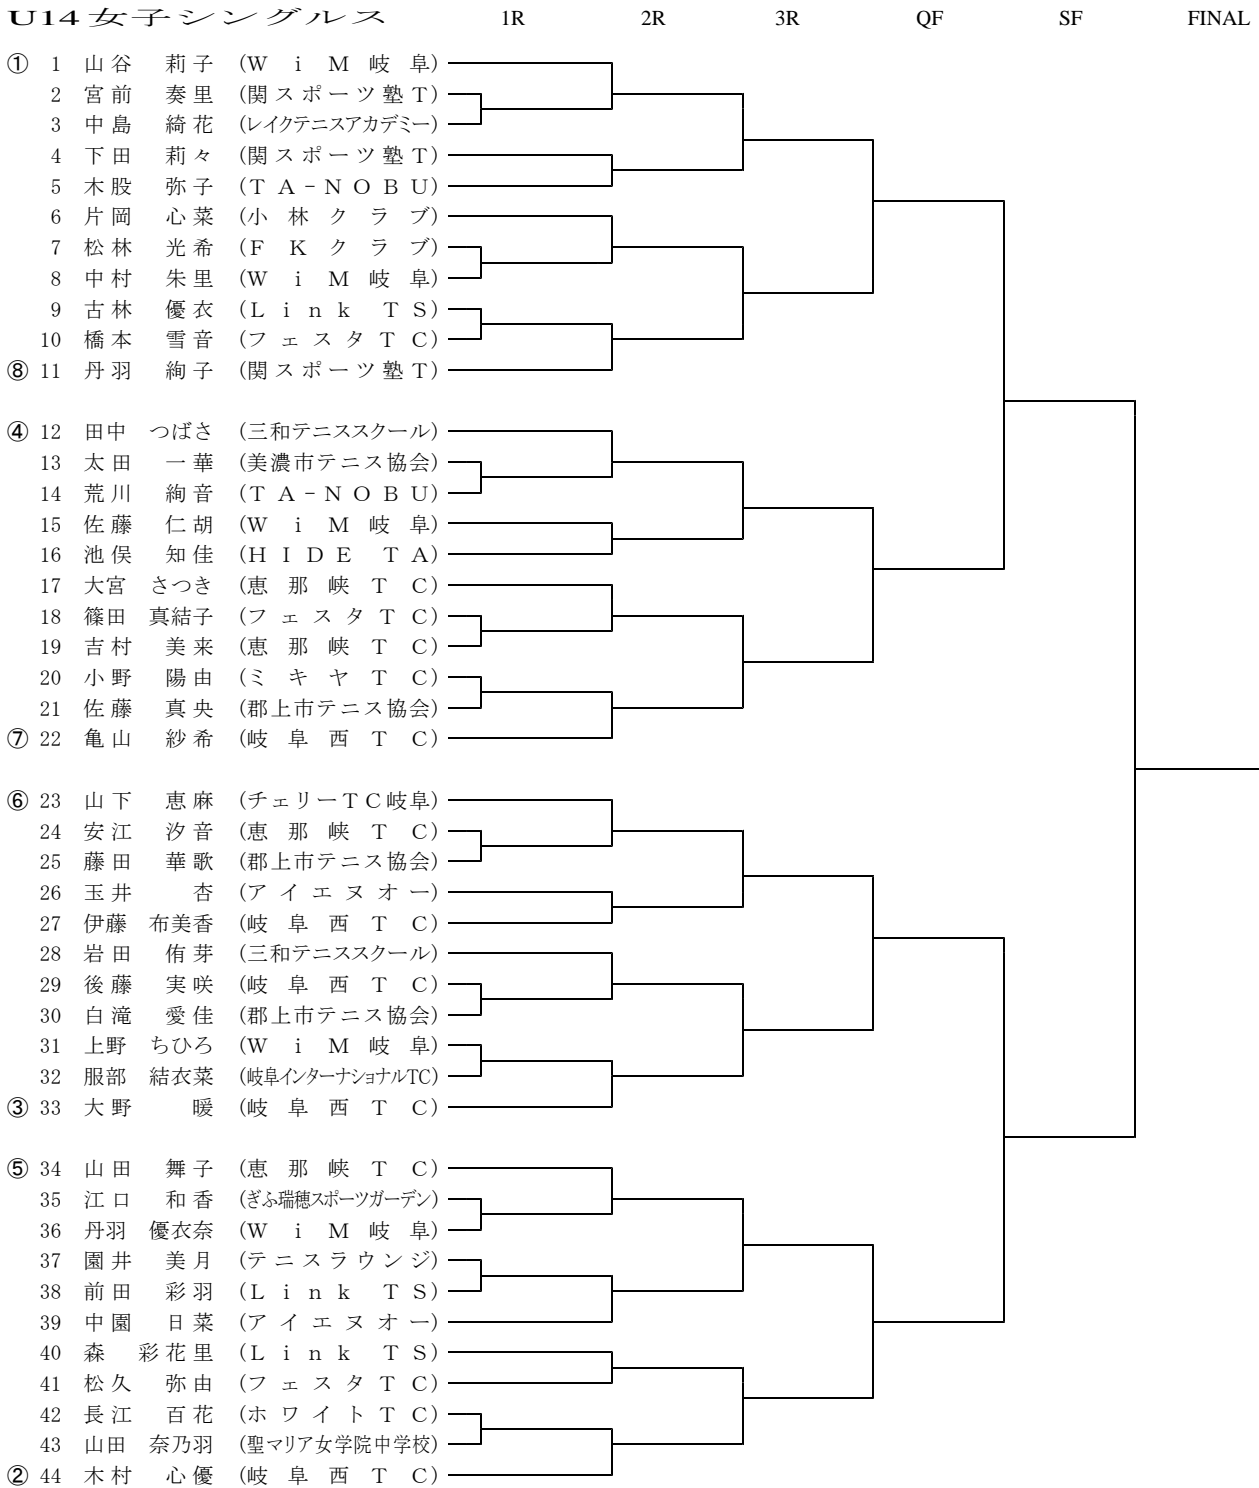 U14女子シングルス 1R 2R 3R QF SF FINAL
① 1 山谷 莉子 (WiM岐阜)
2 宮前 奏里 (関スポーツ塾T)
3 中島 綺花 (レイクテニスアカデミー)
4 下田 莉々 (関スポーツ塾T)
5 木股 弥子 (TA-NOBU)
6 片岡 心菜 (小林クラブ)
7 松林 光希 (FKクラブ)
8 中村 朱里 (WiM岐阜)
9 古林 優衣 (Link TS)
10 橋本 雪音 (フェスタTC)
⑧ 11 丹羽 絢子 (関スポーツ塾T)
④ 12 田中 つばさ (三和テニススクール)
13 太田 一華 (美濃市テニス協会)
14 荒川 絢音 (TA-NOBU)
15 佐藤 仁胡 (WiM岐阜)
16 池俣 知佳 (HIDE TA)
17 大宮 さつき (恵那峡TC)
18 篠田 真結子 (フェスタTC)
19 吉村 美来 (恵那峡TC)
20 小野 陽由 (ミキヤTC)
21 佐藤 真央 (郡上市テニス協会)
⑦ 22 亀山 紗希 (岐阜西TC)
⑥ 23 山下 恵麻 (チェリーTC岐阜)
24 安江 汐音 (恵那峡TC)
25 藤田 華歌 (郡上市テニス協会)
26 玉井 杏 (アイエヌオー)
27 伊藤 布美香 (岐阜西TC)
28 岩田 侑芽 (三和テニススクール)
29 後藤 実咲 (岐阜西TC)
30 白滝 愛佳 (郡上市テニス協会)
31 上野 ちひろ (WiM岐阜)
32 服部 結衣菜 (岐阜インターナショナルTC)
③ 33 大野 暖 (岐阜西TC)
⑤ 34 山田 舞子 (恵那峡TC)
35 江口 和香 (ぎふ瑞穂スポーツガーデン)
36 丹羽 優衣奈 (WiM岐阜)
37 園井 美月 (テニスラウンジ)
38 前田 彩羽 (Link TS)
39 中園 日菜 (アイエヌオー)
40 森 彩花里 (Link TS)
41 松久 弥由 (フェスタTC)
42 長江 百花 (ホワイトTC)
43 山田 奈乃羽 (聖マリア女学院中学校)
② 44 木村 心優 (岐阜西TC)